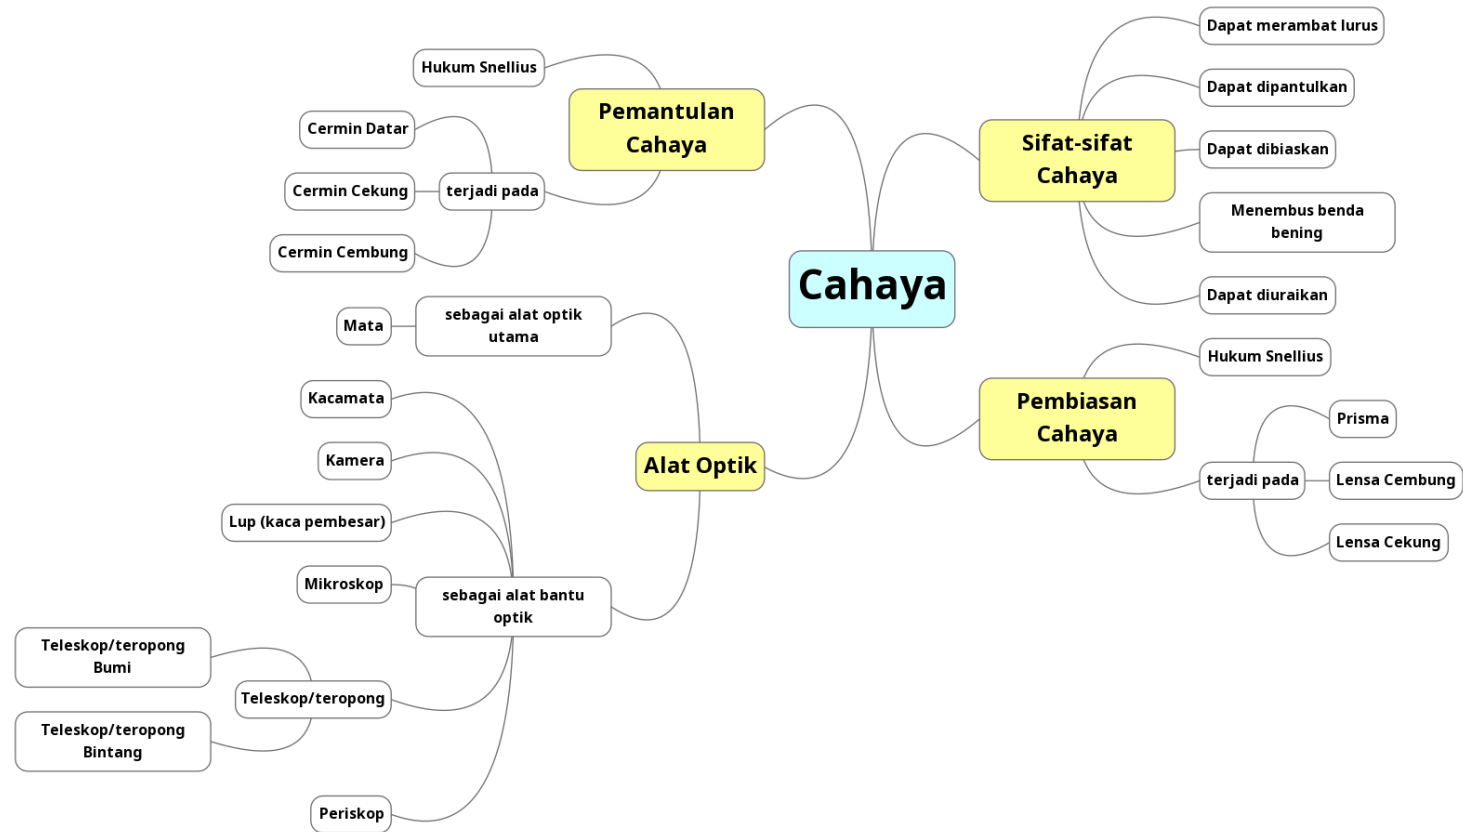 Cahaya
Pemantulan
Cahaya
Hukum Snellius
terjadi pada
Cermin Datar
Cermin Cekung
Cermin Cembung
Alat Optik
sebagai alat optik
utama
Mata
sebagai alat bantu
optik
Kacamata
Kamera
Lup (kaca pembesar)
Mikroskop
Teleskop/teropong
Teleskop/teropong
Bumi
Teleskop/teropong
Bintang
Periskop
Sifat-sifat
Cahaya
Dapat merambat lurus
Dapat dipantulkan
Dapat dibiaskan
Menembus benda
bening
Dapat diuraikan
Pembiasan
Cahaya
Hukum Snellius
terjadi pada
Prisma
Lensa Cembung
Lensa Cekung